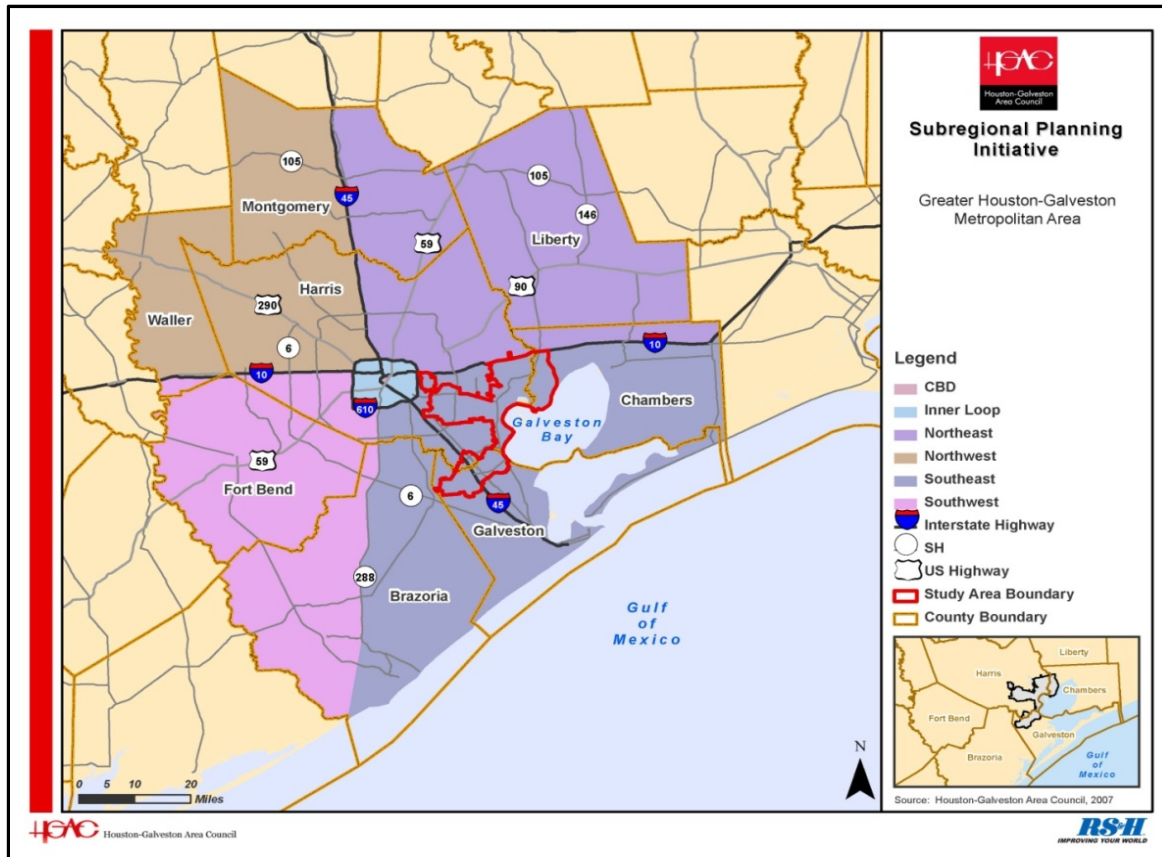 105
Montgomery
45
59
105
146
Liberty
90
Harris
290
Waller
6
10
610
10
Chambers
Galveston
Bay
59
Fort Bend
6
45
Galveston
288
Brazoria
Gulf
of
Mexico
0 5 10 20
Miles
N
HGAC
Houston-Galveston
Area Council
Subregional Planning
Initiative
Greater Houston-Galveston
Metropolitan Area
Legend
CBD
Inner Loop
Northeast
Northwest
Southeast
Southwest
Interstate Highway
SH
US Highway
Study Area Boundary
County Boundary
Liberty
Harris
Chambers
Fort Bend
Galveston
Brazoria
Gulf
of
Mexico
Source: Houston-Galveston Area Council, 2007
HGAC Houston-Galveston Area Council
RS&H
IMPROVING YOUR WORLD